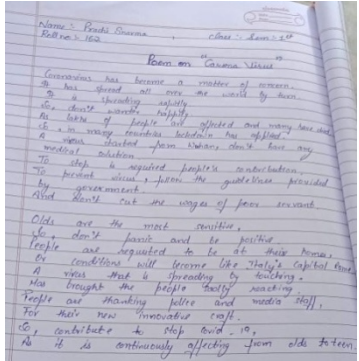 Name :- Preeti Sharma
Roll no :- 162, Class :- Sem :- 1st
Poem on "Corona Virus"
Coronavirus has become a matter of concern.
It has spread all over the world by turn.
It is spreading rapidly
So, don't wander happily,
As lakhs of people are affected and many have died
So, in many countries lockdown has applied.
A virus started from Wuhan, don't have any
medical solution
To stop is required people's contribution.
To prevent virus, follow the guidelines provided
by government
And don't cut the wages of poor servant.
Olds are the most sensitive,
So, don't panic and be positive
People are requested to be at their homes,
Or conditions will become like Italy's capital Rome
A virus that is spreading by touching.
Has brought the people badly reacting.
People are thanking police and media staff,
For their new innovative craft.
So, contribute to stop covid-19,
As it is continuously affecting from olds to teen.